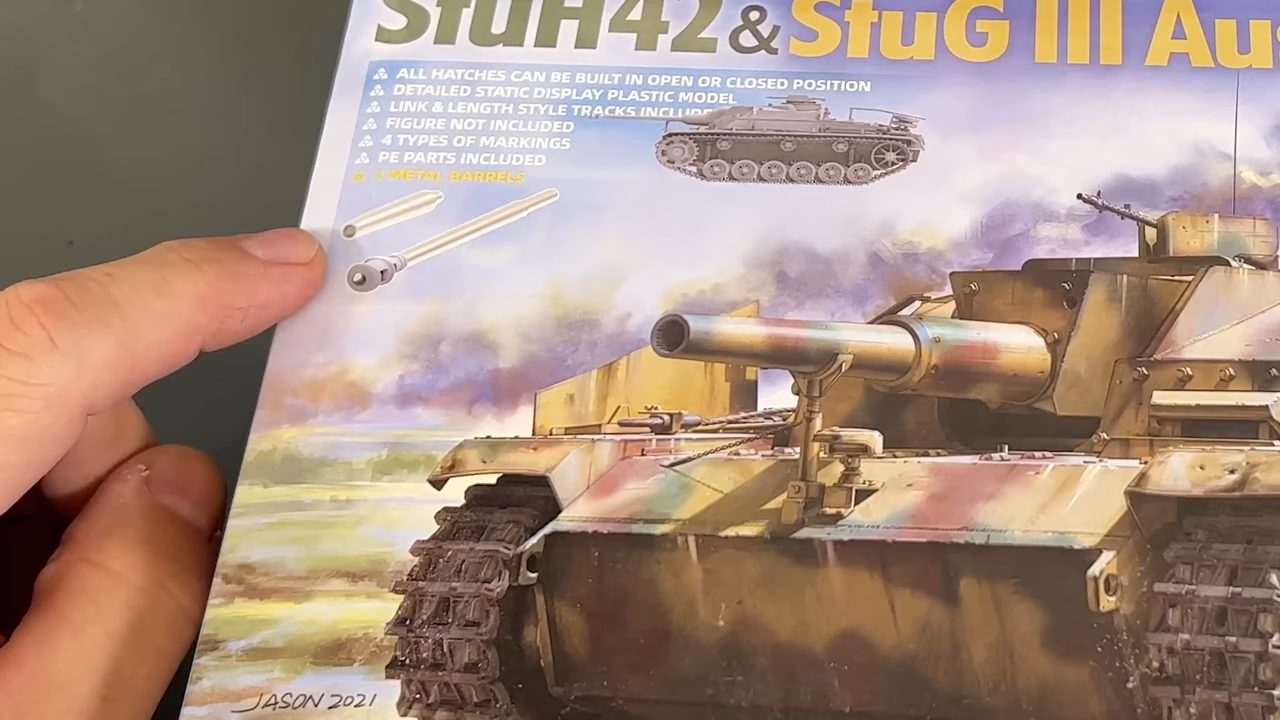 StuH42 & StuG III Au
ALL HATCHES CAN BE BUILT IN OPEN OR CLOSED POSITION
DETAILED STATIC DISPLAY PLASTIC MODEL
LINK & LENGTH STYLE TRACKS INCLUDE
FIGURE NOT INCLUDED
4 TYPES OF MARKINGS
PE PARTS INCLUDED
METAL BARRELS
JASON 2021